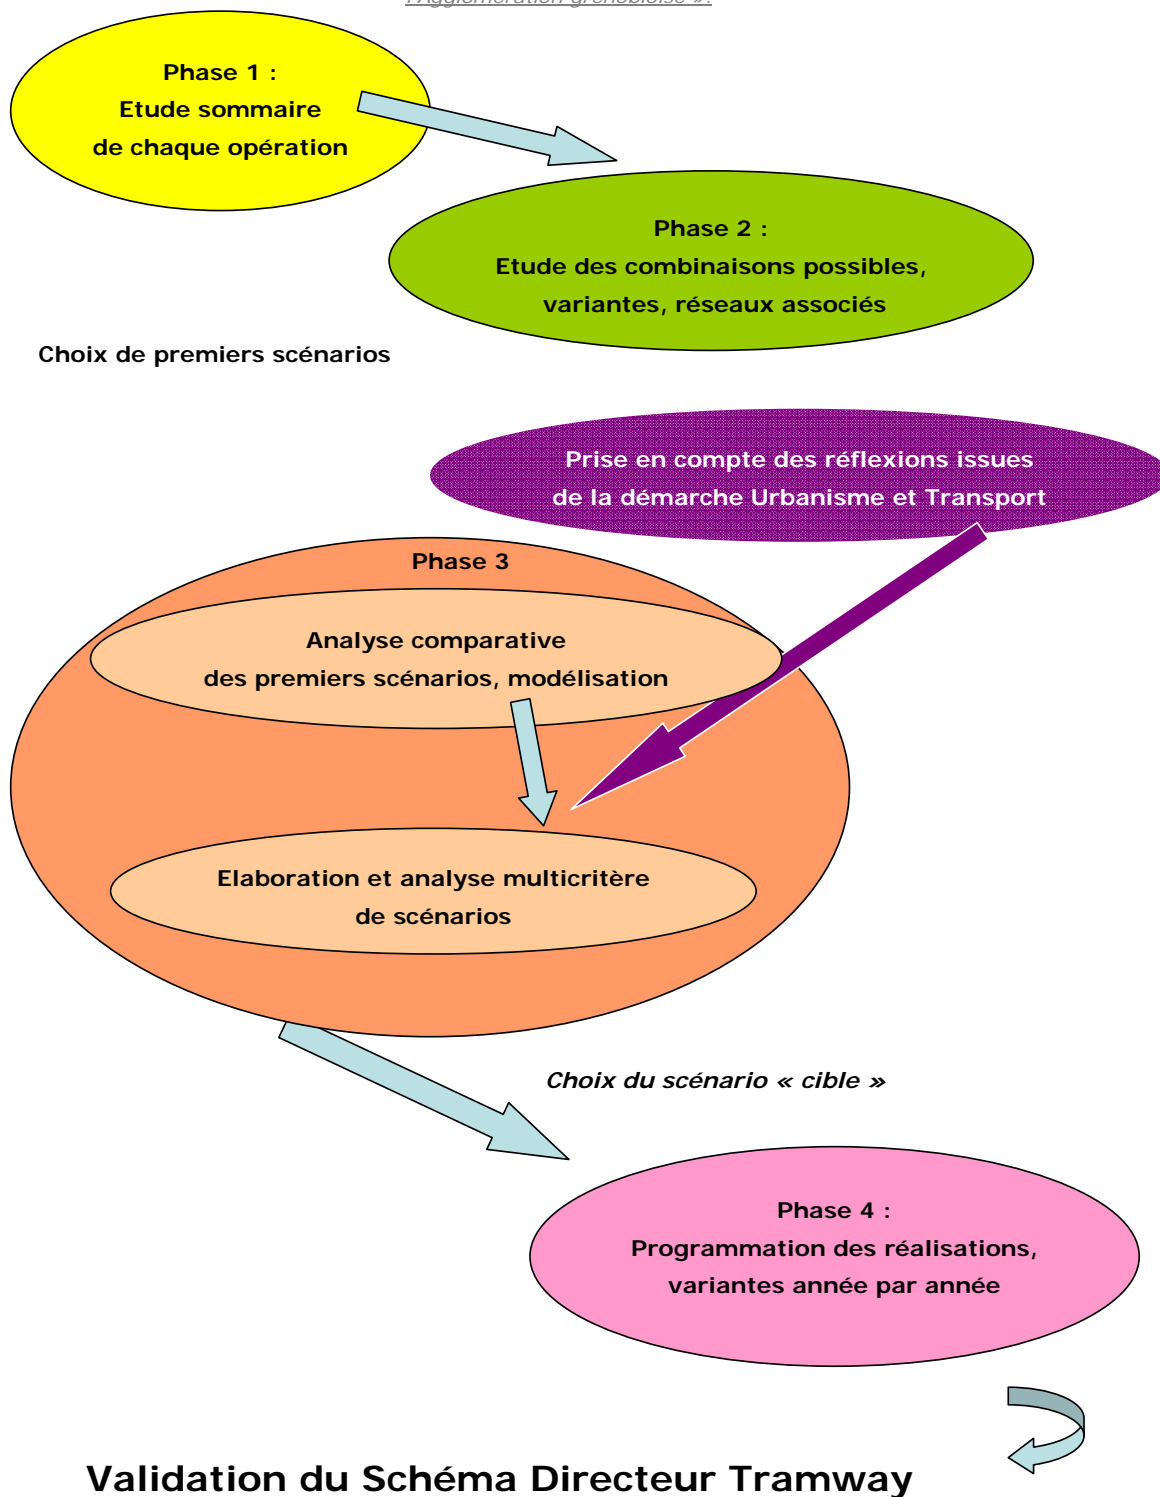 l'Agglomération grenobloise ».
Phase 1 :
Etude sommaire
de chaque opération
Phase 2 :
Etude des combinaisons possibles,
variantes, réseaux associés
Choix de premiers scénarios
Prise en compte des réflexions issues
de la démarche Urbanisme et Transport
Phase 3
Analyse comparative
des premiers scénarios, modélisation
Elaboration et analyse multicritère
de scénarios
Choix du scénario « cible »
Phase 4 :
Programmation des réalisations,
variantes année par année
Validation du Schéma Directeur Tramway